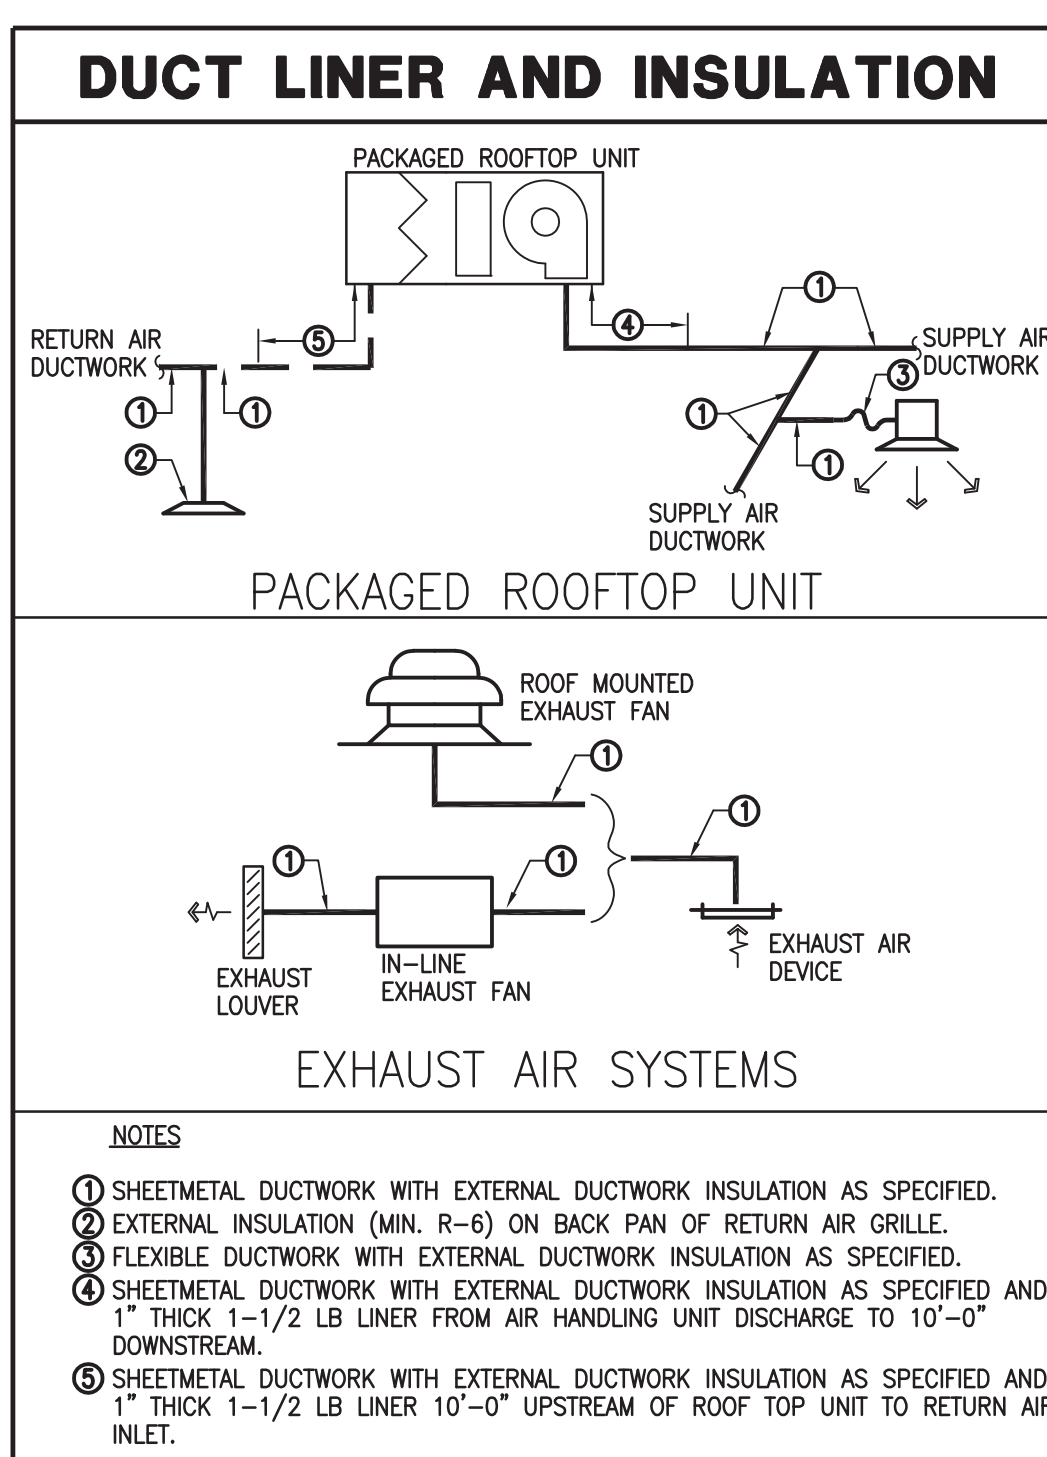 DUCT LINER AND INSULATION
PACKAGED ROOFTOP UNIT
1
5
4
RETURN AIR
DUCTWORK
SUPPLY AIR
DUCTWORK
3
1
1
1
2
1
SUPPLY AIR
DUCTWORK
PACKAGED ROOFTOP UNIT
ROOF MOUNTED
EXHAUST FAN
1
1
1
1
EXHAUST AIR
DEVICE
IN-LINE
EXHAUST FAN
EXHAUST
LOUVER
EXHAUST AIR SYSTEMS
NOTES
1 SHEETMETAL DUCTWORK WITH EXTERNAL DUCTWORK INSULATION AS SPECIFIED.
2 EXTERNAL INSULATION (MIN. R-6) ON BACK PAN OF RETURN AIR GRILLE.
3 FLEXIBLE DUCTWORK WITH EXTERNAL DUCTWORK INSULATION AS SPECIFIED.
4 SHEETMETAL DUCTWORK WITH EXTERNAL DUCTWORK INSULATION AS SPECIFIED AND
1" THICK 1-1/2 LB LINER FROM AIR HANDLING UNIT DISCHARGE TO 10'-0"
DOWNSTREAM.
5 SHEETMETAL DUCTWORK WITH EXTERNAL DUCTWORK INSULATION AS SPECIFIED AND
1" THICK 1-1/2 LB LINER 10'-0" UPSTREAM OF ROOF TOP UNIT TO RETURN AIR
INLET.